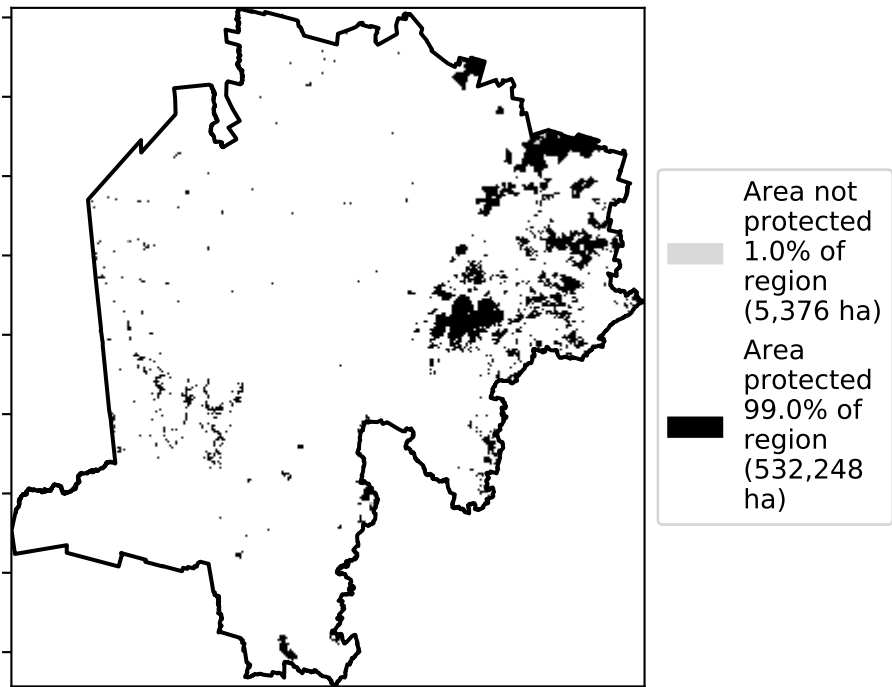 Area not
protected
1.0% of
region
(5,376 ha)
Area
protected
99.0% of
region
(532,248
ha)